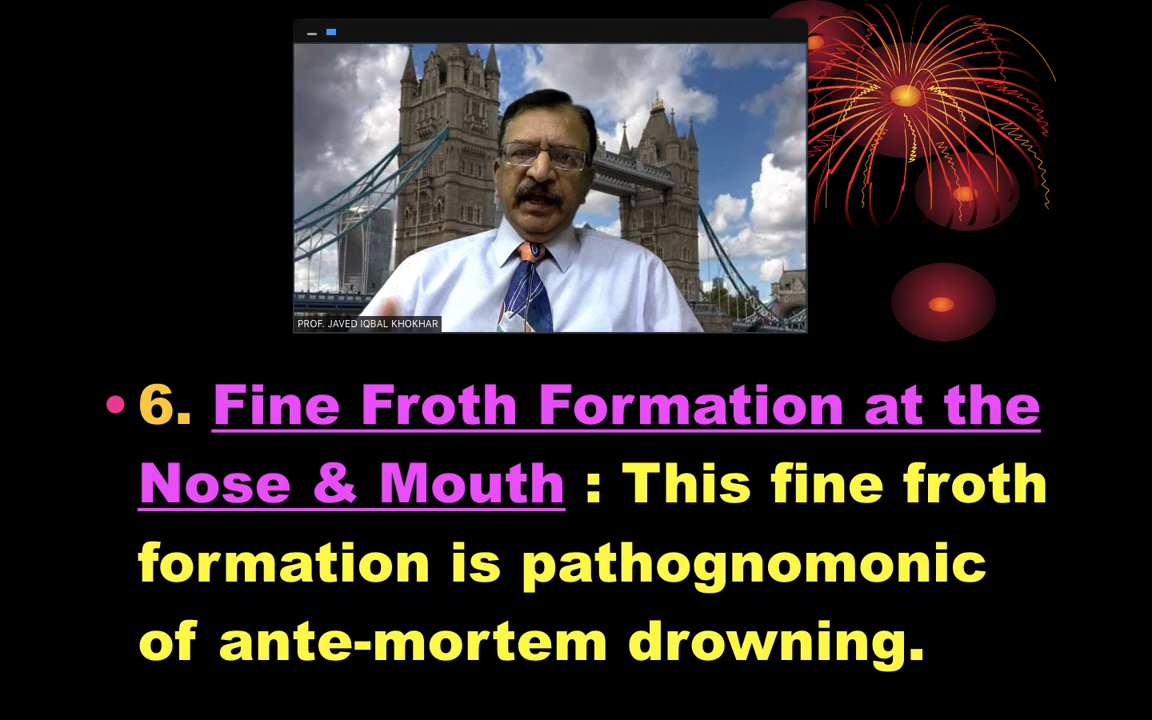 PROF. JAVED IQBAL KHOKHAR
• 6. Fine Froth Formation at the
Nose & Mouth : This fine froth
formation is pathognomonic
of ante-mortem drowning.